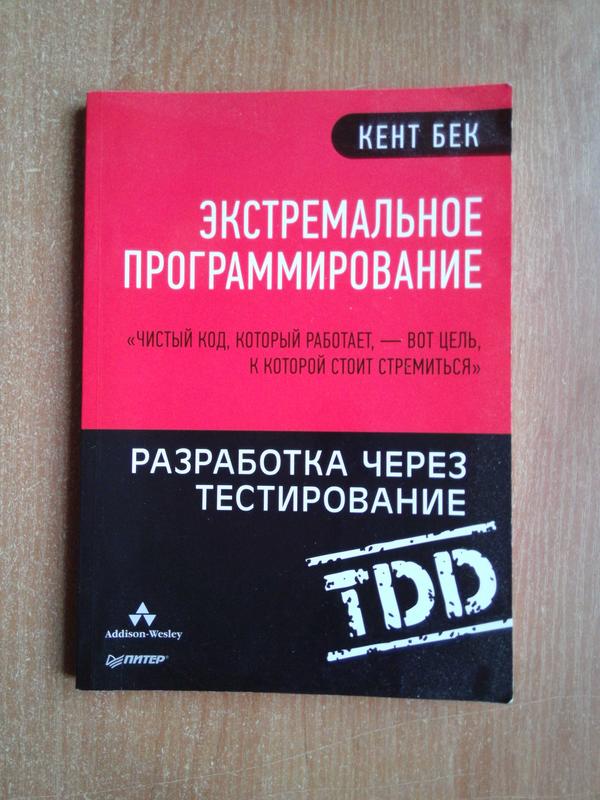 КЕНТ БЕК
ЭКСТРЕМАЛЬНОЕ
ПРОГРАММИРОВАНИЕ
«ЧИСТЫЙ КОД, КОТОРЫЙ РАБОТАЕТ, — ВОТ ЦЕЛЬ,
К КОТОРОЙ СТОИТ СТРЕМИТЬСЯ»
РАЗРАБОТКА ЧЕРЕЗ
ТЕСТИРОВАНИЕ
TDD
Addison-Wesley
ПИТЕР®